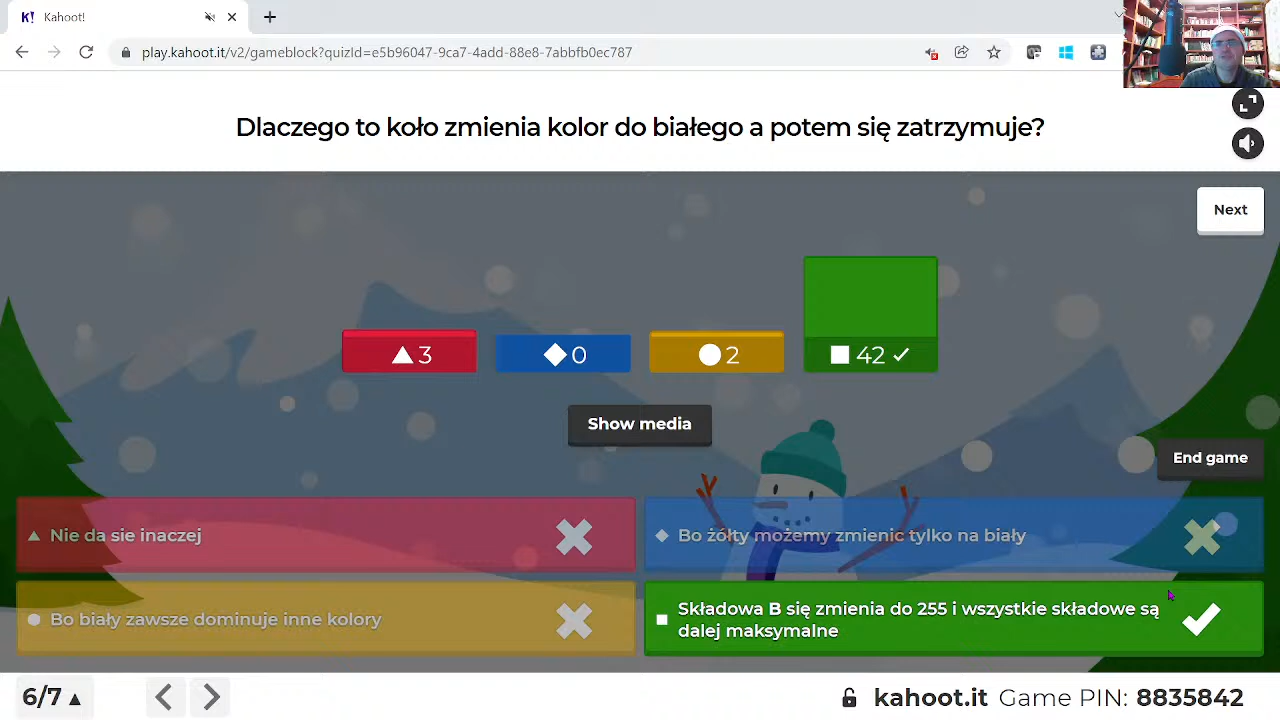 Kahoot!
play.kahoot.it/v2/gameblock?quizId=e5b96047-9ca7-4add-88e8-7abbfb0ec787
Dlaczego to koło zmienia kolor do białego a potem się zatrzymuje?
Next
3
0
2
42
Show media
End game
Nie da sie inaczej
Bo żółty możemy zmienic tylko na biały
Bo biały zawsze dominuje inne kolory
Składowa B się zmienia do 255 i wszystkie składowe są
dalej maksymalne
6/7
kahoot.it Game PIN: 8835842